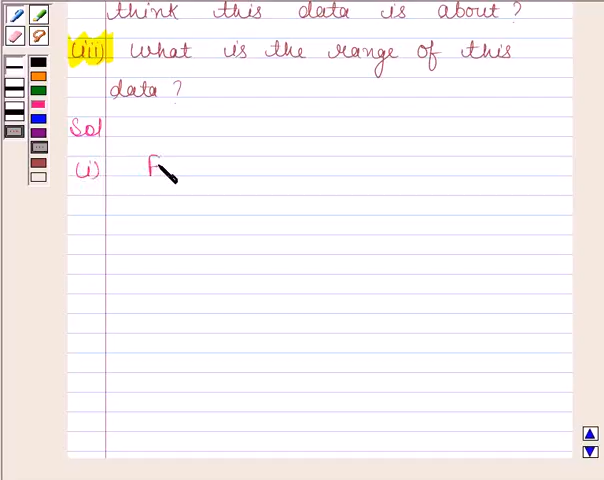 think this data is about?
(iii) What is the range of this
data?
Sol
(i) F